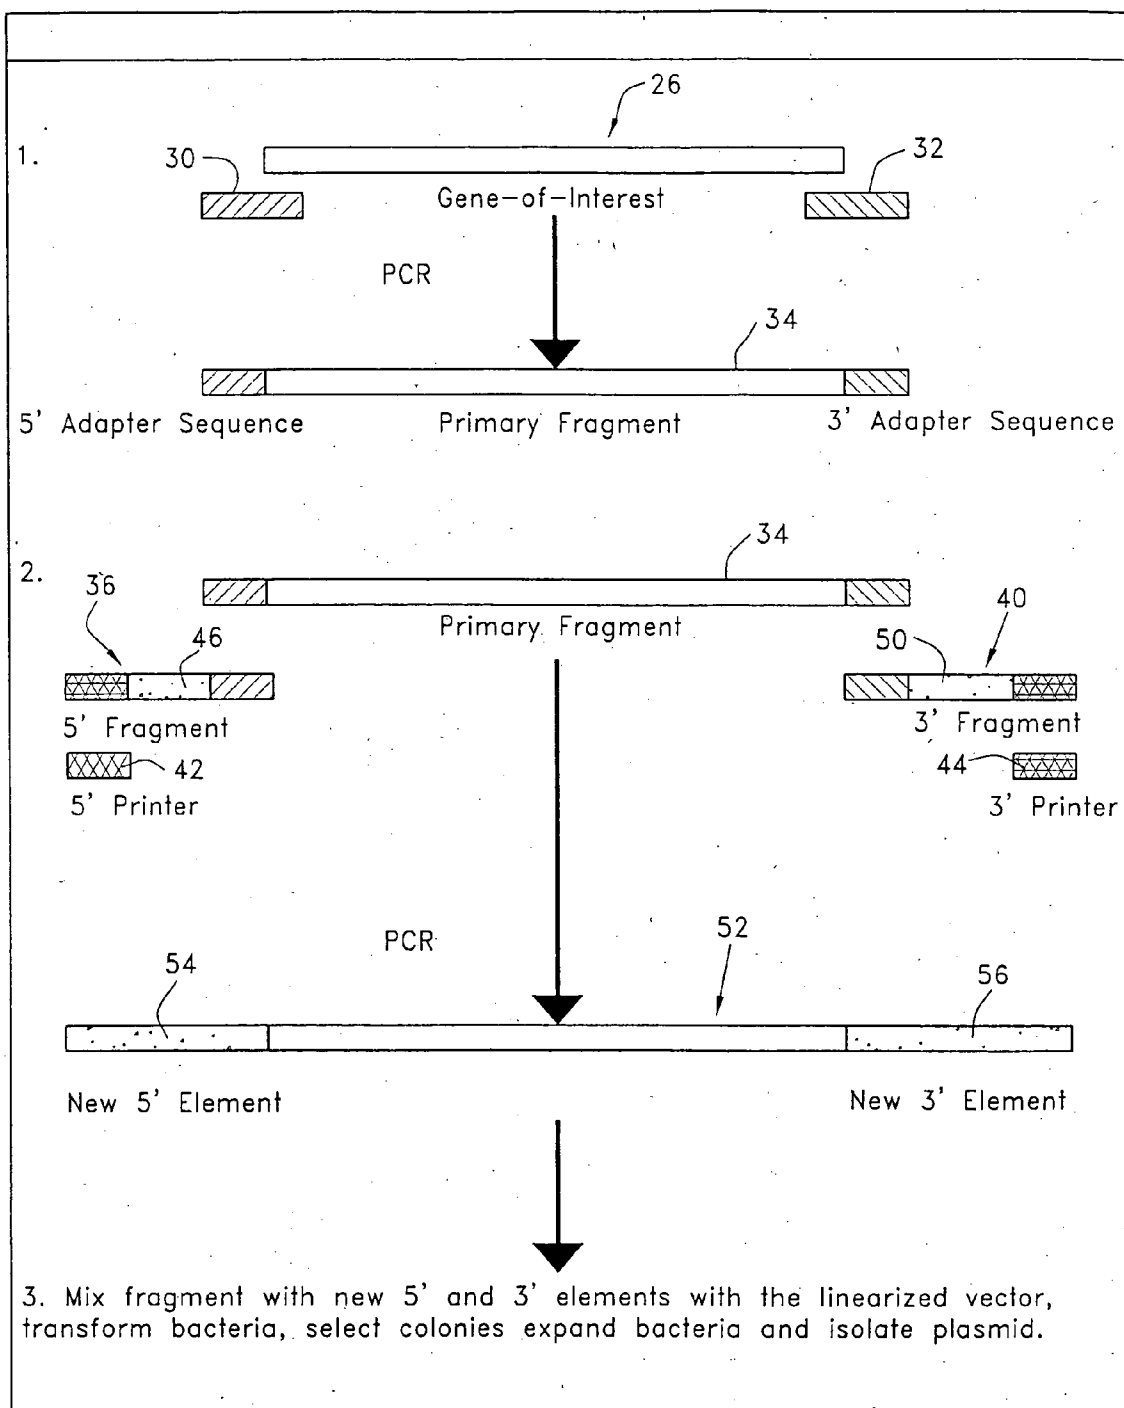 26
1.
30
32
Gene-of-Interest
PCR
34
5' Adapter Sequence
Primary Fragment
3' Adapter Sequence
34
2.
36
40
Primary Fragment
46
50
5' Fragment
3' Fragment
42
44
5' Printer
3' Printer
52
PCR
54
56
New 5' Element
New 3' Element
3. Mix fragment with new 5' and 3' elements with the linearized vector,
transform bacteria, select colonies expand bacteria and isolate plasmid.